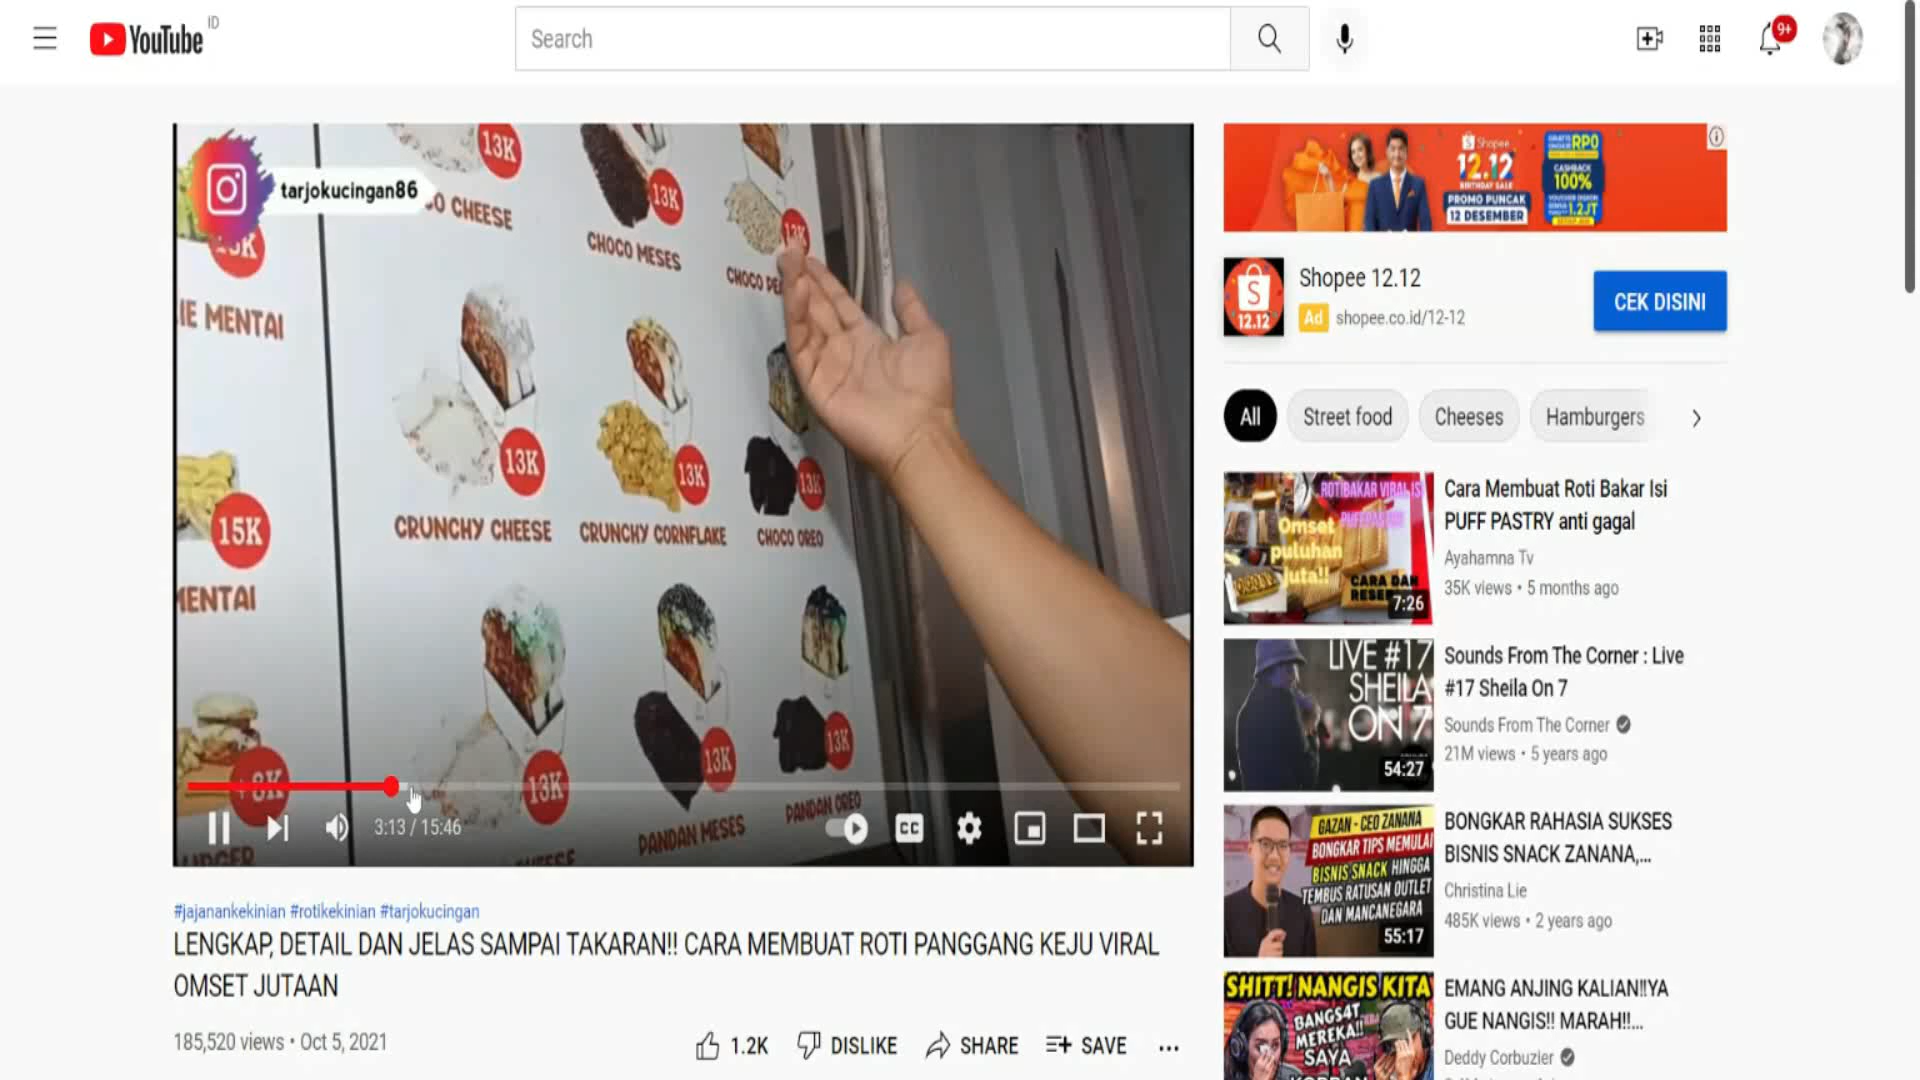 YouTube ID
Search
9+
tarjokucingan86
13K
13K
13K
O CHEESE
CHOCO MESES
CHOCO
IE MENTAI
13K
13K
13K
CRUNCHY CHEESE
CRUNCHY CORNFLAKE
CHOCO OREO
15K
MENTAI
+8K
13K
13K
13K
PANDAN MESES
PANDAN OREO
3:13 / 15:46
CC
#jajanankekinian #rotikekinian #tarjokucingan
LENGKAP, DETAIL DAN JELAS SAMPAI TAKARAN!! CARA MEMBUAT ROTI PANGGANG KEJU VIRAL
OMSET JUTAAN
185,520 views • Oct 5, 2021
1.2K
DISLIKE
SHARE
SAVE
Shopee
12.12
BIRTHDAY SALE
PROMO PUNCAK
12 DESEMBER
RP0
CASHBACK
100%
1.2JT
12.12
Shopee 12.12
Ad shopee.co.id/12-12
CEK DISINI
All
Street food
Cheeses
Hamburgers
ROTI BAKAR VIRAL IS
Omset
puluhan
Juta!!
CARA DAN
RESE
7:26
Cara Membuat Roti Bakar Isi
PUFF PASTRY anti gagal
Ayahamna Tv
35K views • 5 months ago
LIVE #17
SHEILA
ON 7
54:27
Sounds From The Corner : Live
#17 Sheila On 7
Sounds From The Corner
21M views • 5 years ago
GAZAN - CEO ZANANA
BONGKAR TIPS MEMULAI
BISNIS SNACK HINGGA
TEMBUS RATUSAN OUTLET
DAN MANCANEGARA
55:17
BONGKAR RAHASIA SUKSES
BISNIS SNACK ZANANA,...
Christina Lie
485K views • 2 years ago
SHITT! NANGIS KITA
BANGS4T
MEREKA!!
SAYA
EMANG ANJING KALIAN!!YA
GUE NANGIS!! MARAH!!...
Deddy Corbuzier